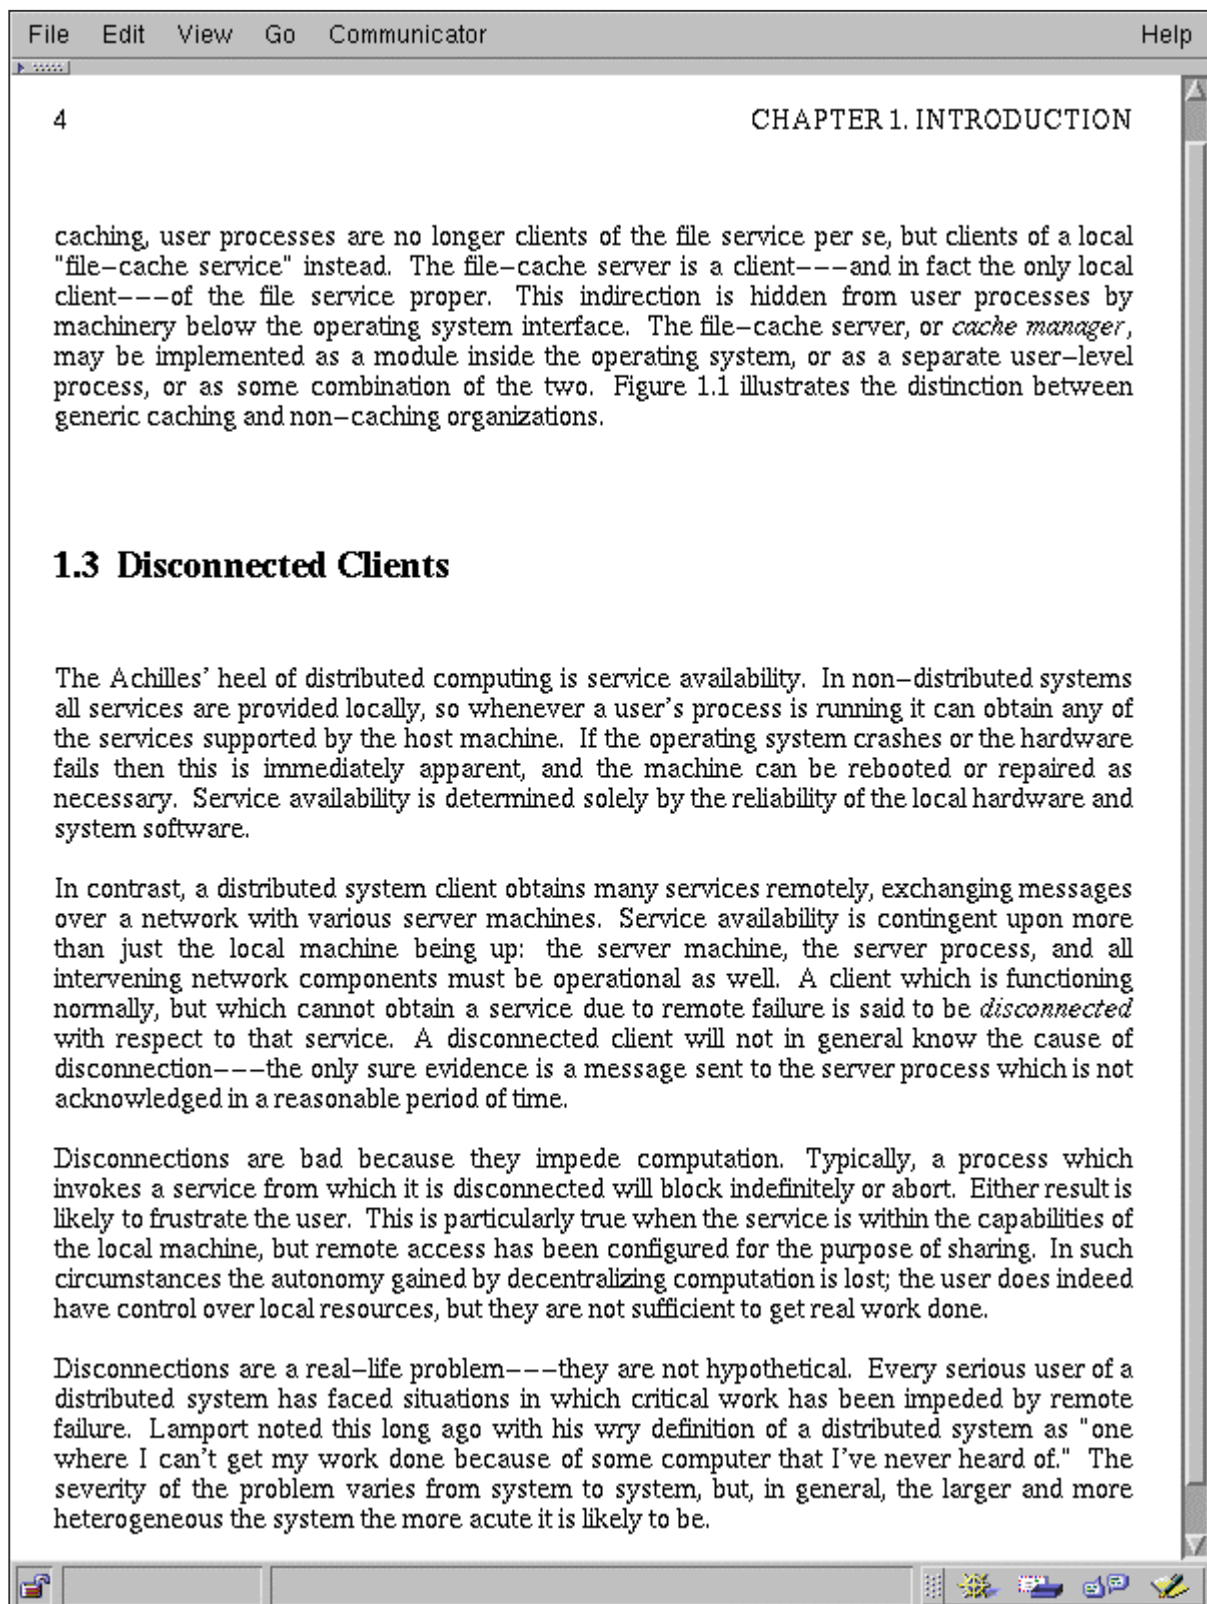 File Edit View Go Communicator Help
4 CHAPTER 1. INTRODUCTION
caching, user processes are no longer clients of the file service per se, but clients of a local
"file–cache service" instead. The file–cache server is a client–––and in fact the only local
client–––of the file service proper. This indirection is hidden from user processes by
machinery below the operating system interface. The file–cache server, or cache manager,
may be implemented as a module inside the operating system, or as a separate user–level
process, or as some combination of the two. Figure 1.1 illustrates the distinction between
generic caching and non–caching organizations.
1.3 Disconnected Clients
The Achilles' heel of distributed computing is service availability. In non–distributed systems
all services are provided locally, so whenever a user's process is running it can obtain any of
the services supported by the host machine. If the operating system crashes or the hardware
fails then this is immediately apparent, and the machine can be rebooted or repaired as
necessary. Service availability is determined solely by the reliability of the local hardware and
system software.
In contrast, a distributed system client obtains many services remotely, exchanging messages
over a network with various server machines. Service availability is contingent upon more
than just the local machine being up: the server machine, the server process, and all
intervening network components must be operational as well. A client which is functioning
normally, but which cannot obtain a service due to remote failure is said to be disconnected
with respect to that service. A disconnected client will not in general know the cause of
disconnection–––the only sure evidence is a message sent to the server process which is not
acknowledged in a reasonable period of time.
Disconnections are bad because they impede computation. Typically, a process which
invokes a service from which it is disconnected will block indefinitely or abort. Either result is
likely to frustrate the user. This is particularly true when the service is within the capabilities of
the local machine, but remote access has been configured for the purpose of sharing. In such
circumstances the autonomy gained by decentralizing computation is lost; the user does indeed
have control over local resources, but they are not sufficient to get real work done.
Disconnections are a real–life problem–––they are not hypothetical. Every serious user of a
distributed system has faced situations in which critical work has been impeded by remote
failure. Lamport noted this long ago with his wry definition of a distributed system as "one
where I can't get my work done because of some computer that I've never heard of." The
severity of the problem varies from system to system, but, in general, the larger and more
heterogeneous the system the more acute it is likely to be.